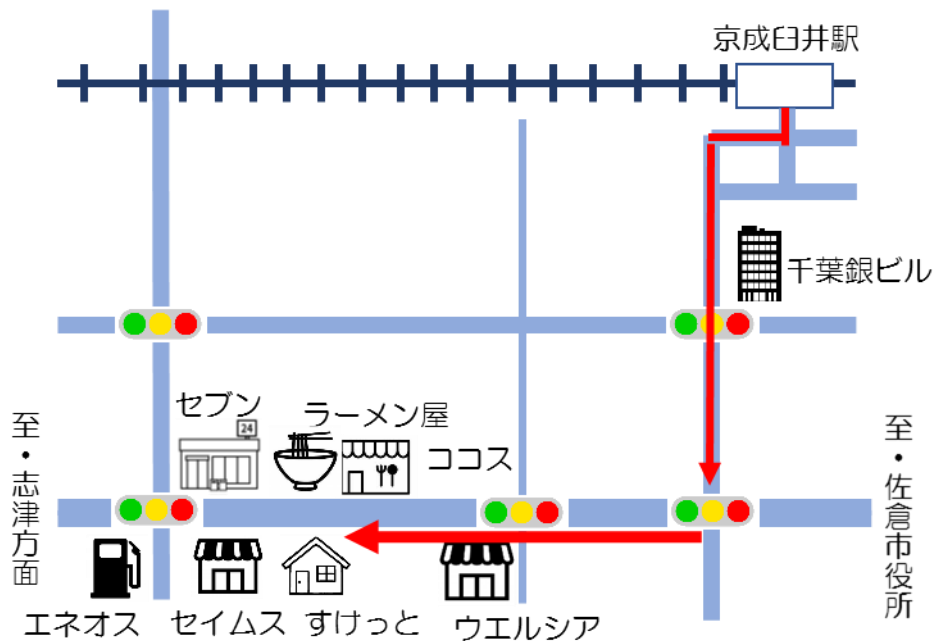 京成臼井駅
千葉銀ビル
セブン
24
ラーメン屋
ココス
至・志津方面
至・佐倉市役所
エネオス
セイムス
すけっと
ウエルシア